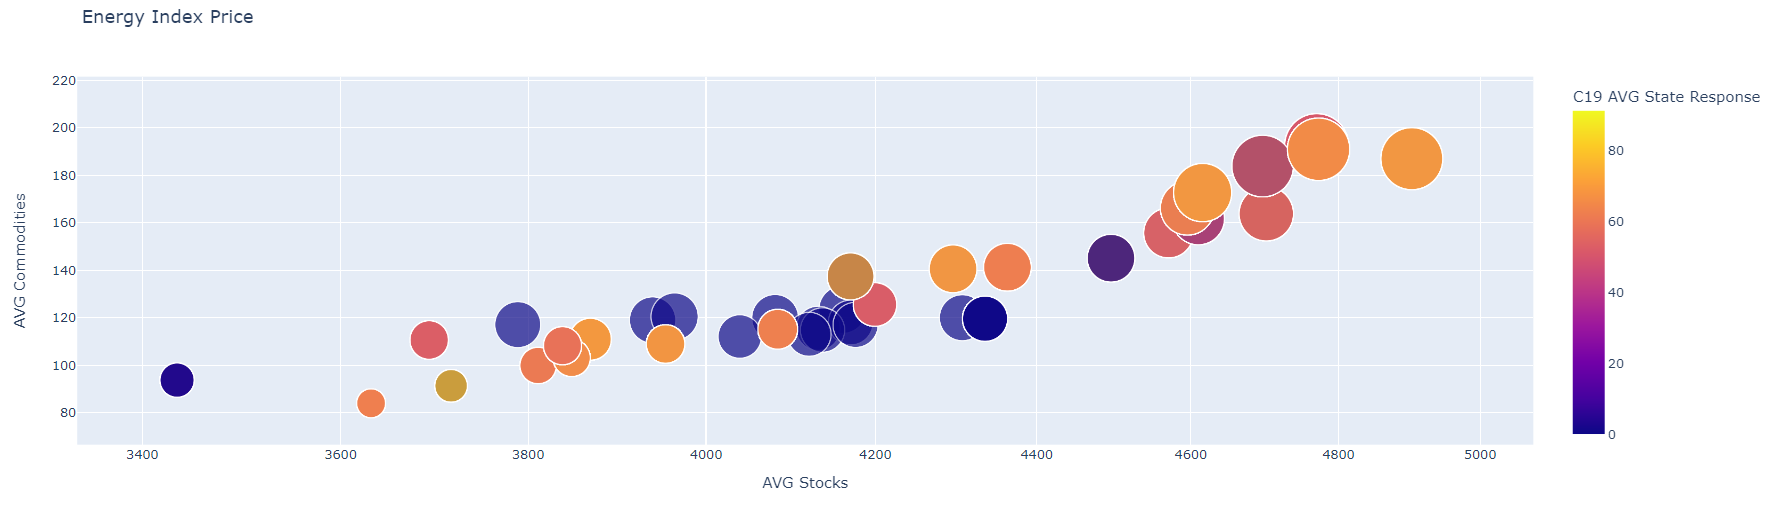 Energy Index Price
C19 AVG State Response
220
200
180
160
140
120
100
80
AVG Commodities
80
60
40
20
0
3400 3600 3800 4000 4200 4400 4600 4800 5000
AVG Stocks